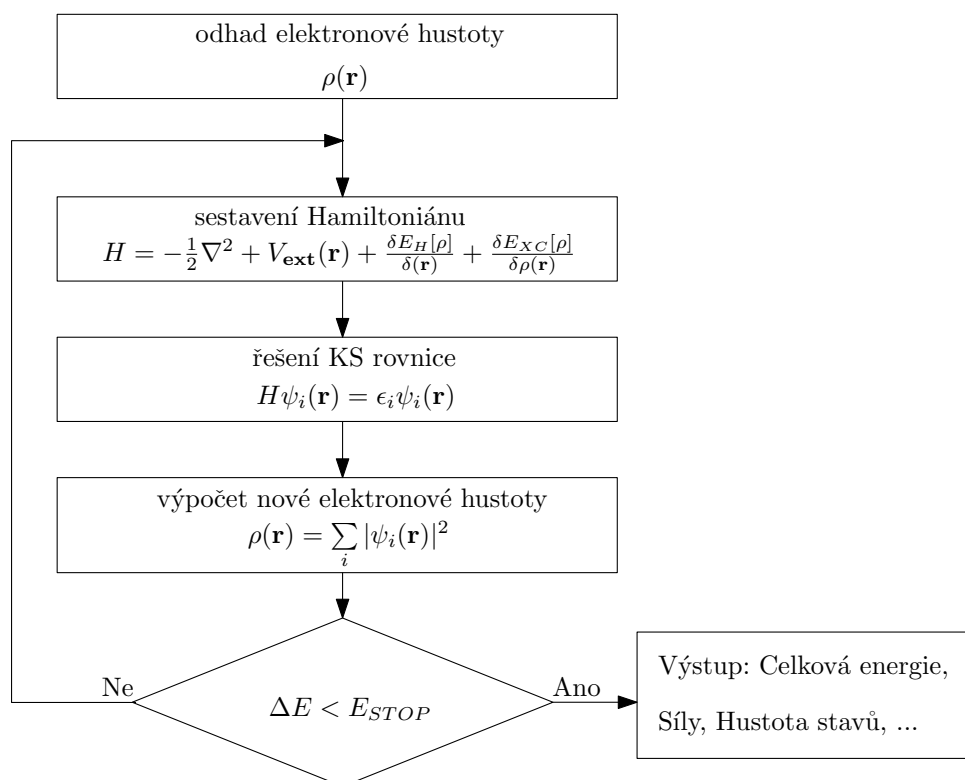 odhad elektronové hustoty
ρ(r)
sestavení Hamiltoniánu
H = −½∇² + V_ext(r) + δE_H[ρ]/δ(r) + δE_XC[ρ]/δρ(r)
řešení KS rovnice
Hψ_i(r) = ϵ_iψ_i(r)
výpočet nové elektronové hustoty
ρ(r) = ∑_i |ψ_i(r)|²
Ne
ΔE < E_STOP
Ano
Výstup: Celková energie,
Síly, Hustota stavů, ...